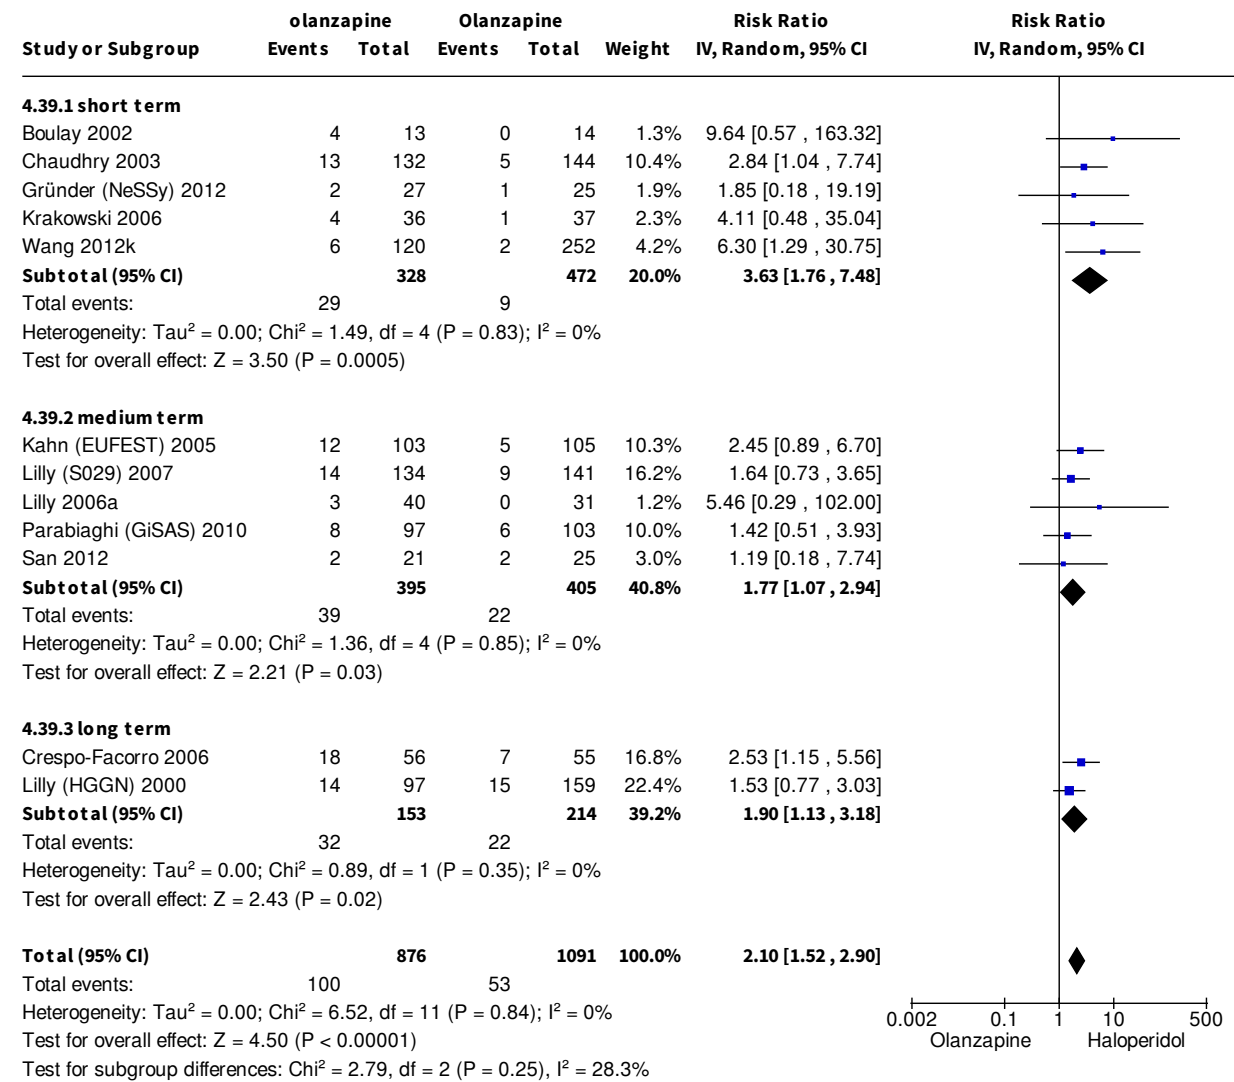 olanzapine Olanzapine Risk Ratio Risk Ratio
Study or Subgroup Events Total Events Total Weight IV, Random, 95% CI IV, Random, 95% CI
4.39.1 short term
Boulay 2002 4 13 0 14 1.3% 9.64 [0.57 , 163.32]
Chaudhry 2003 13 132 5 144 10.4% 2.84 [1.04 , 7.74]
Gründer (NeSSy) 2012 2 27 1 25 1.9% 1.85 [0.18 , 19.19]
Krakowski 2006 4 36 1 37 2.3% 4.11 [0.48 , 35.04]
Wang 2012k 6 120 2 252 4.2% 6.30 [1.29 , 30.75]
Subtotal (95% CI) 328 472 20.0% 3.63 [1.76 , 7.48]
Total events: 29 9
Heterogeneity: Tau² = 0.00; Chi² = 1.49, df = 4 (P = 0.83); I² = 0%
Test for overall effect: Z = 3.50 (P = 0.0005)
4.39.2 medium term
Kahn (EUFEST) 2005 12 103 5 105 10.3% 2.45 [0.89 , 6.70]
Lilly (S029) 2007 14 134 9 141 16.2% 1.64 [0.73 , 3.65]
Lilly 2006a 3 40 0 31 1.2% 5.46 [0.29 , 102.00]
Parabiaghi (GiSAS) 2010 8 97 6 103 10.0% 1.42 [0.51 , 3.93]
San 2012 2 21 2 25 3.0% 1.19 [0.18 , 7.74]
Subtotal (95% CI) 395 405 40.8% 1.77 [1.07 , 2.94]
Total events: 39 22
Heterogeneity: Tau² = 0.00; Chi² = 1.36, df = 4 (P = 0.85); I² = 0%
Test for overall effect: Z = 2.21 (P = 0.03)
4.39.3 long term
Crespo-Facorro 2006 18 56 7 55 16.8% 2.53 [1.15 , 5.56]
Lilly (HGGN) 2000 14 97 15 159 22.4% 1.53 [0.77 , 3.03]
Subtotal (95% CI) 153 214 39.2% 1.90 [1.13 , 3.18]
Total events: 32 22
Heterogeneity: Tau² = 0.00; Chi² = 0.89, df = 1 (P = 0.35); I² = 0%
Test for overall effect: Z = 2.43 (P = 0.02)
Total (95% CI) 876 1091 100.0% 2.10 [1.52 , 2.90]
Total events: 100 53
Heterogeneity: Tau² = 0.00; Chi² = 6.52, df = 11 (P = 0.84); I² = 0%
0.002 0.1 1 10 500
Test for overall effect: Z = 4.50 (P < 0.00001) Olanzapine Haloperidol
Test for subgroup differences: Chi² = 2.79, df = 2 (P = 0.25), I² = 28.3%